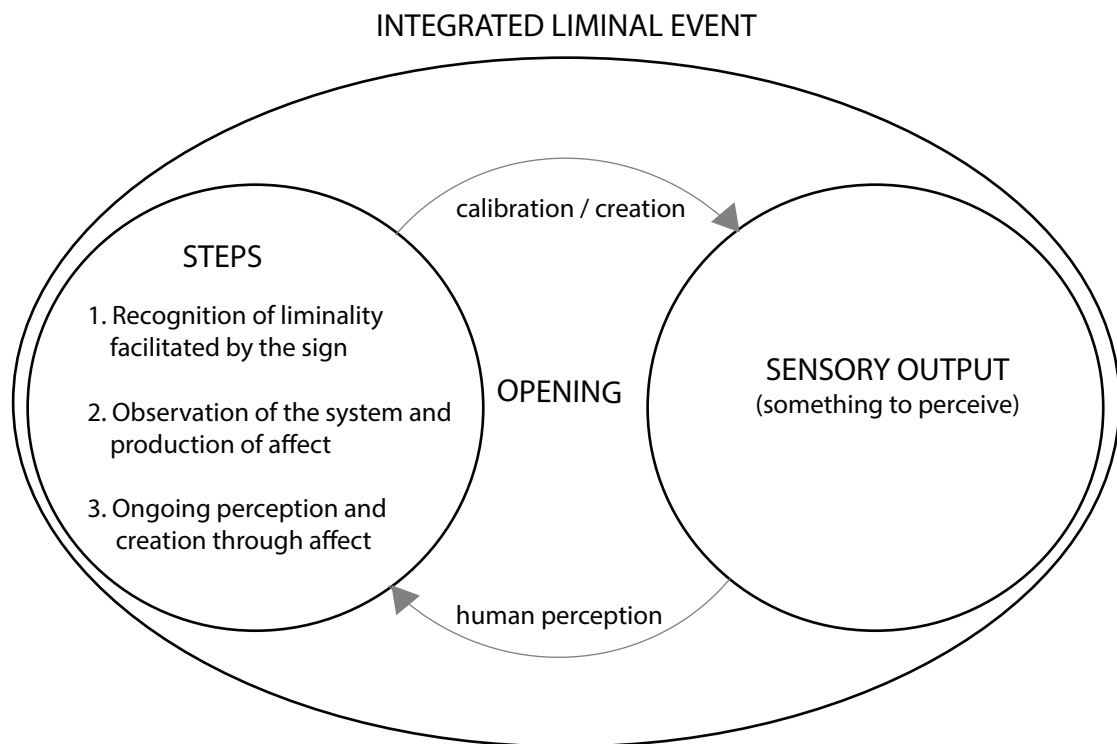 INTEGRATED LIMINAL EVENT
calibration / creation
STEPS
1. Recognition of liminality
facilitated by the sign
2. Observation of the system and
production of affect
3. Ongoing perception and
creation through affect
OPENING
SENSORY OUTPUT
(something to perceive)
human perception